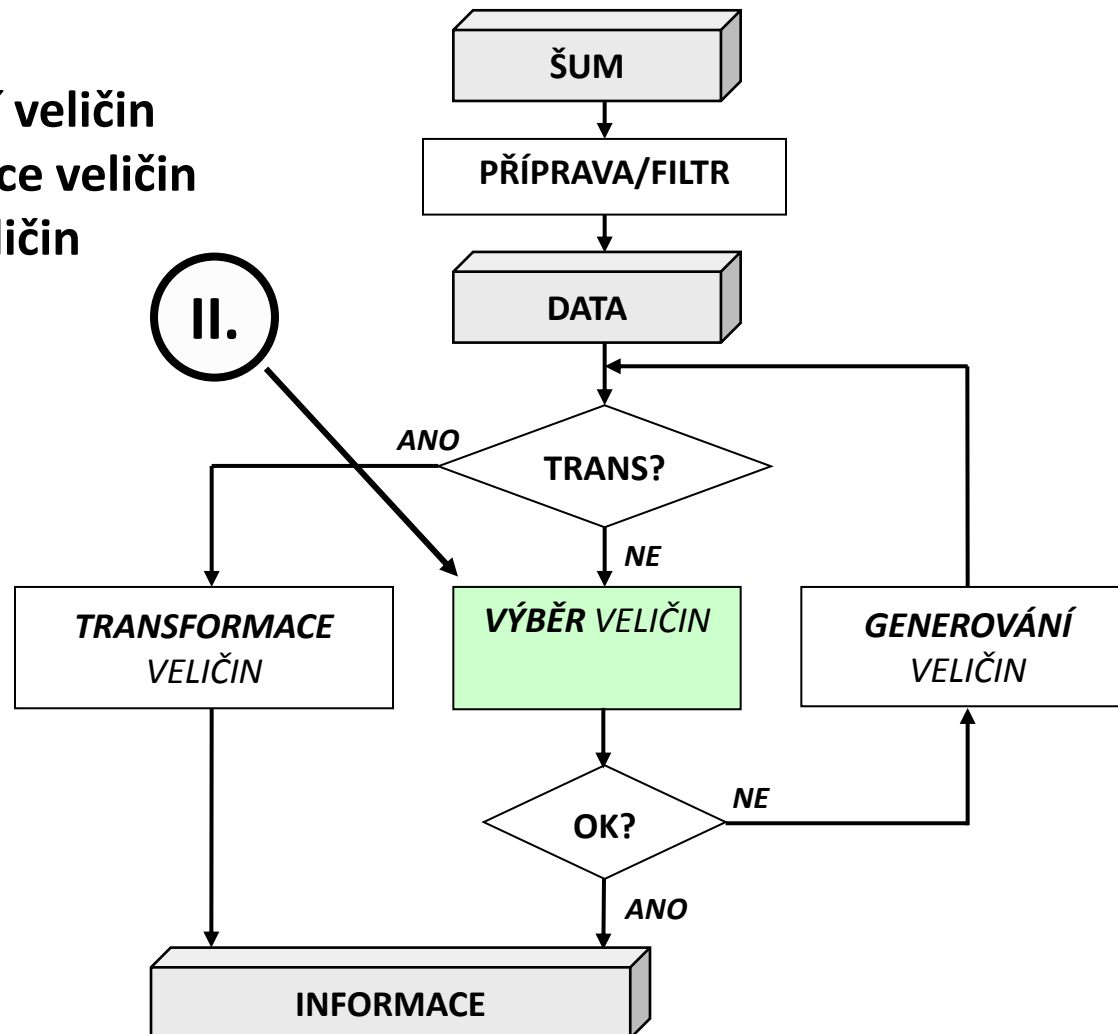 ŠUM
veličin
ce veličin
ličin
PŘÍPRAVA/FILTR
DATA
II.
ANO
TRANS?
NE
TRANSFORMACE
VELIČIN
VÝBĚR VELIČIN
GENEROVÁNÍ
VELIČIN
OK?
NE
ANO
INFORMACE